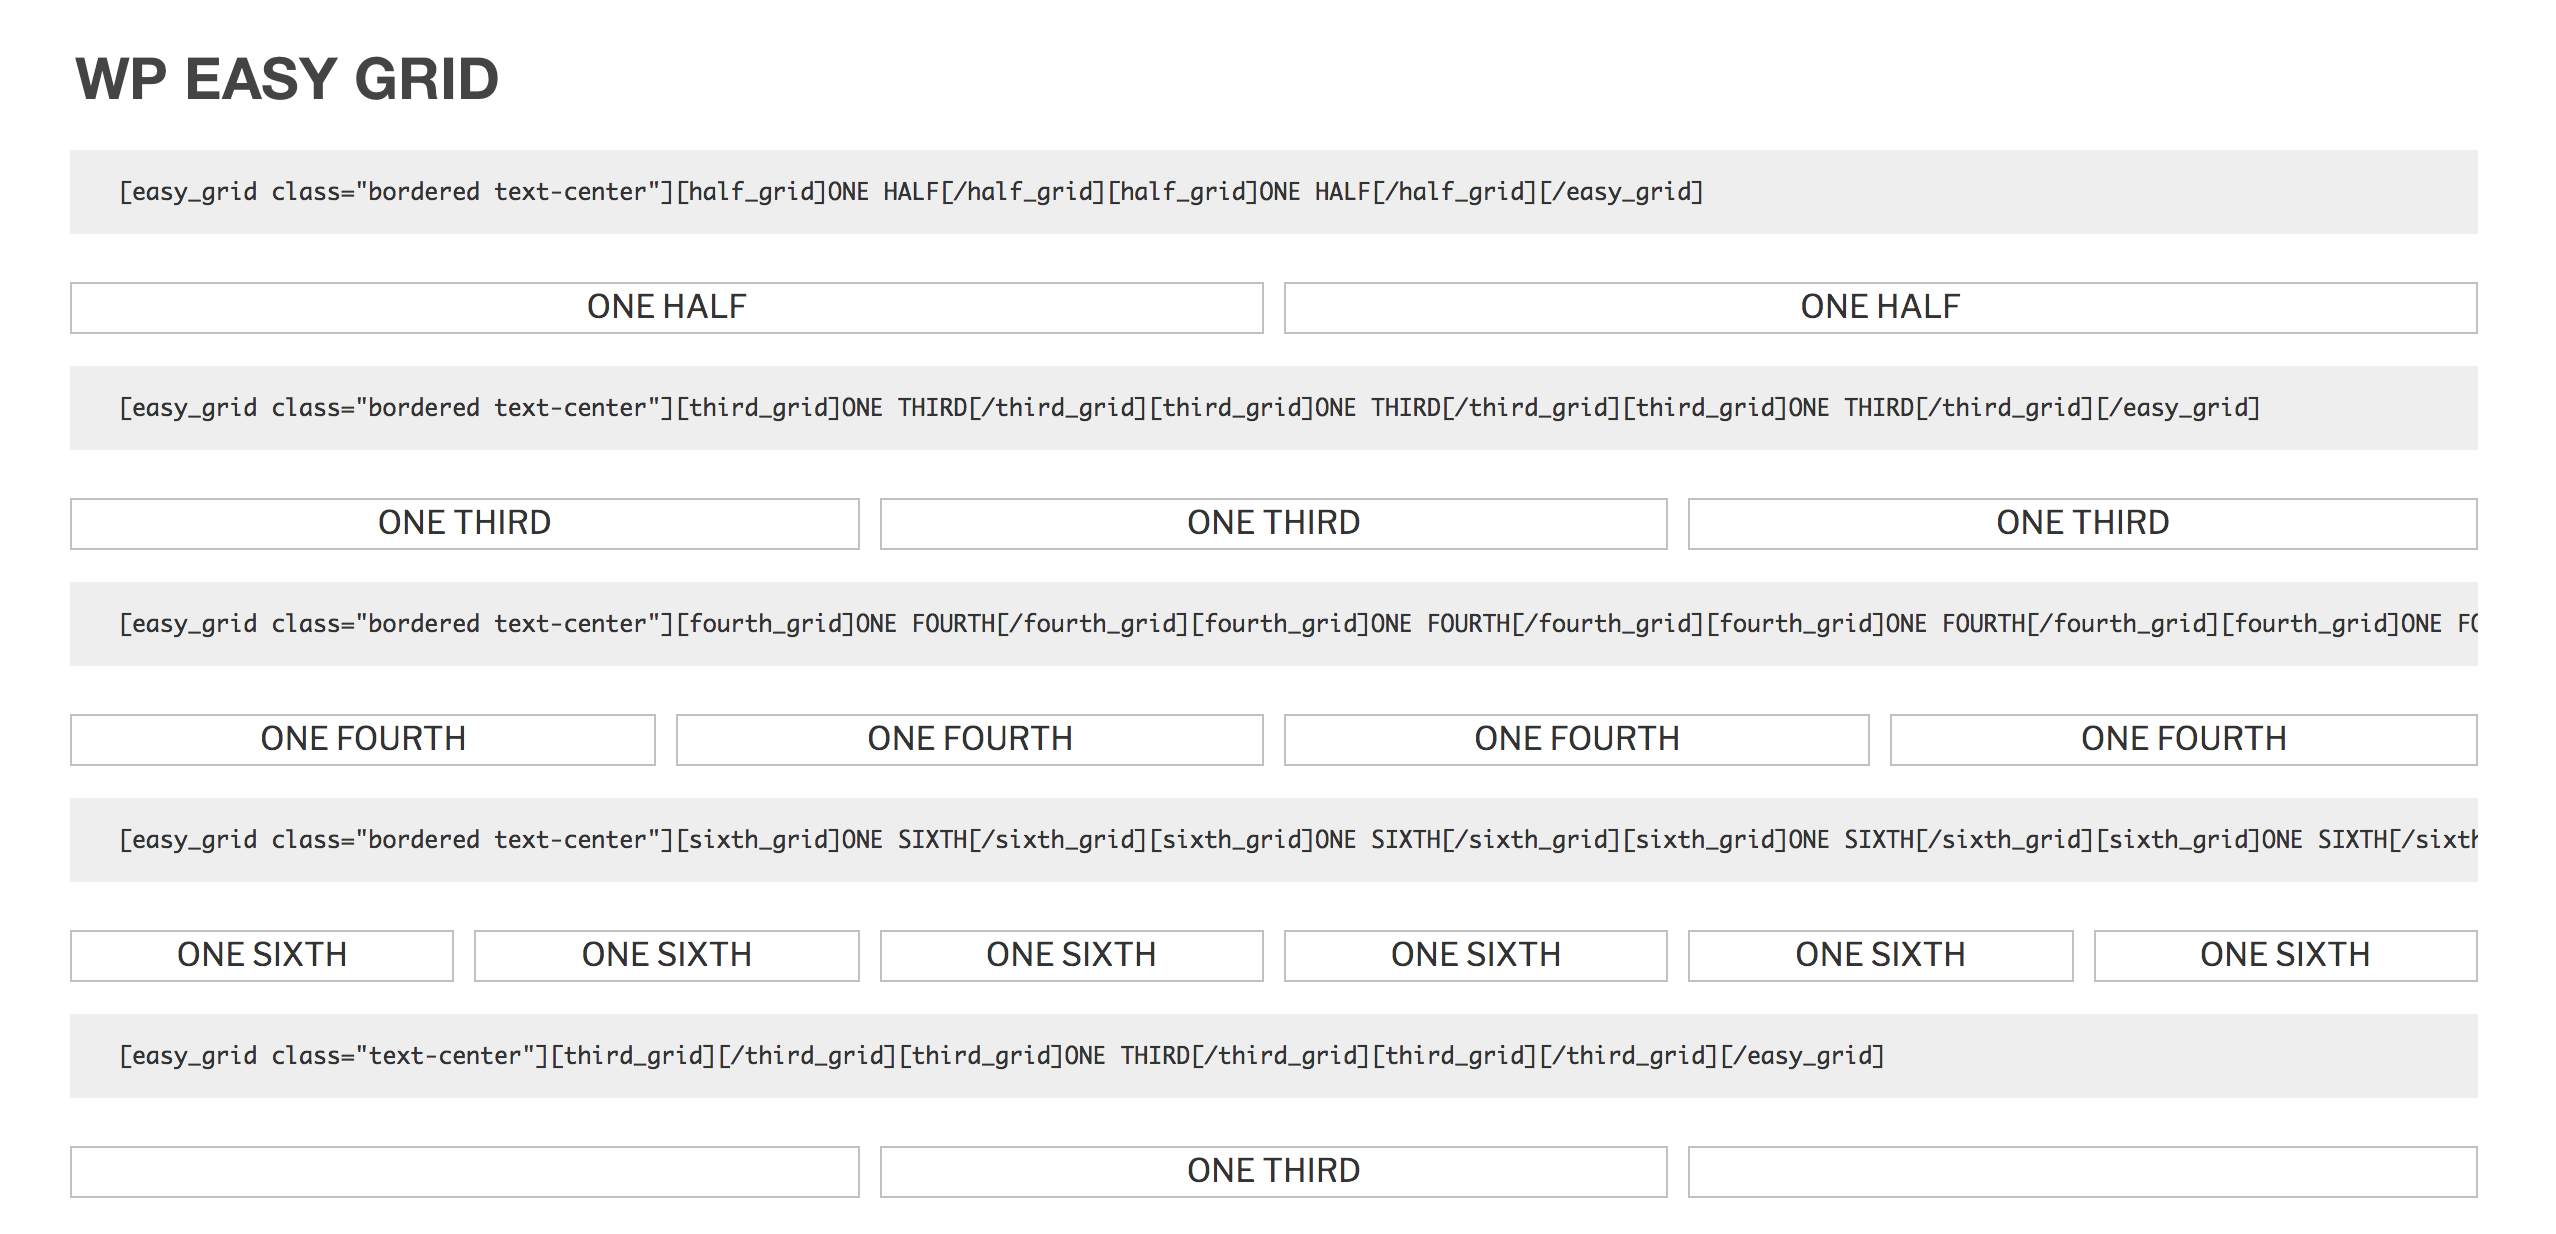 WP EASY GRID
[easy_grid class="bordered text-center"][half_grid]ONE HALF[/half_grid][half_grid]ONE HALF[/half_grid][/easy_grid]
ONE HALF ONE HALF
[easy_grid class="bordered text-center"][third_grid]ONE THIRD[/third_grid][third_grid]ONE THIRD[/third_grid][third_grid]ONE THIRD[/third_grid][/easy_grid]
ONE THIRD ONE THIRD ONE THIRD
[easy_grid class="bordered text-center"][fourth_grid]ONE FOURTH[/fourth_grid][fourth_grid]ONE FOURTH[/fourth_grid][fourth_grid]ONE FOURTH[/fourth_grid][fourth_grid]ONE FO
ONE FOURTH ONE FOURTH ONE FOURTH ONE FOURTH
[easy_grid class="bordered text-center"][sixth_grid]ONE SIXTH[/sixth_grid][sixth_grid]ONE SIXTH[/sixth_grid][sixth_grid]ONE SIXTH[/sixth_grid][sixth_grid]ONE SIXTH[/sixth
ONE SIXTH ONE SIXTH ONE SIXTH ONE SIXTH ONE SIXTH ONE SIXTH
[easy_grid class="text-center"][third_grid][/third_grid][third_grid]ONE THIRD[/third_grid][third_grid][/third_grid][/easy_grid]
ONE THIRD